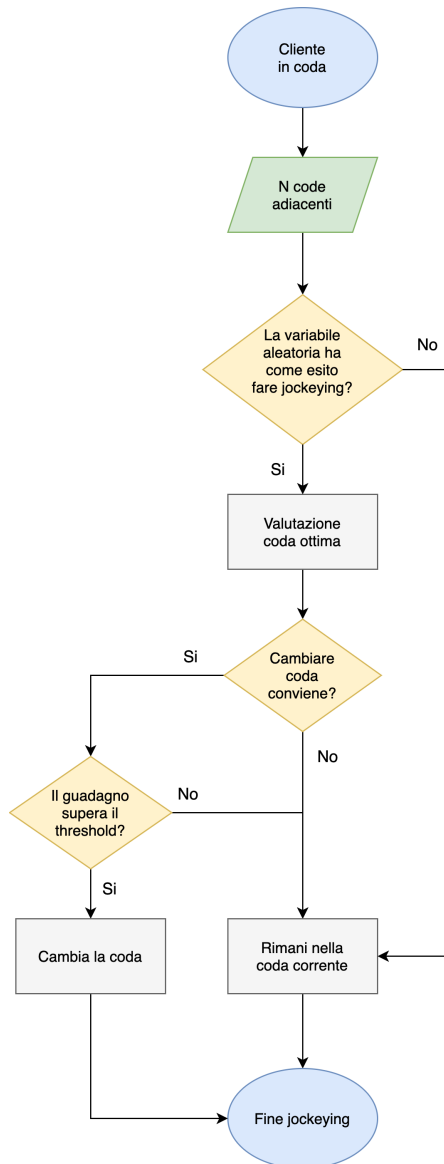 Cliente
in coda
N code
adiacenti
La variabile
aleatoria ha
come esito
fare jockeying?
No
Si
Valutazione
coda ottima
Cambiare
coda
conviene?
Si
No
Il guadagno
supera il
threshold?
No
Si
Cambia la coda
Rimani nella
coda corrente
Fine jockeying